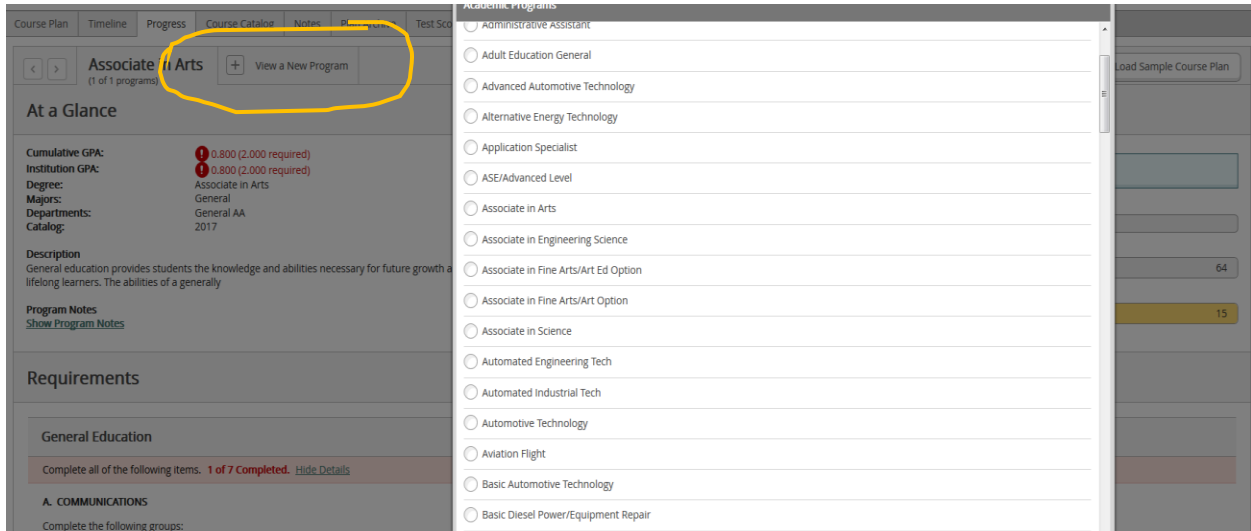 Course Plan Timeline Progress Course Catalog Notes Plan Archive Test Sco
Associate in Arts
(1 of 1 programs)
+ View a New Program
Load Sample Course Plan
At a Glance
Cumulative GPA: 0.800 (2.000 required)
Institution GPA: 0.800 (2.000 required)
Degree: Associate in Arts
Majors: General
Departments: General AA
Catalog: 2017
Description
General education provides students the knowledge and abilities necessary for future growth a
lifelong learners. The abilities of a generally
Program Notes
Show Program Notes
64
15
Requirements
General Education
Complete all of the following items. 1 of 7 Completed. Hide Details
A. COMMUNICATIONS
Complete the following groups:
Academic Programs
Administrative Assistant
Adult Education General
Advanced Automotive Technology
Alternative Energy Technology
Application Specialist
ASE/Advanced Level
Associate in Arts
Associate in Engineering Science
Associate in Fine Arts/Art Ed Option
Associate in Fine Arts/Art Option
Associate in Science
Automated Engineering Tech
Automated Industrial Tech
Automotive Technology
Aviation Flight
Basic Automotive Technology
Basic Diesel Power/Equipment Repair